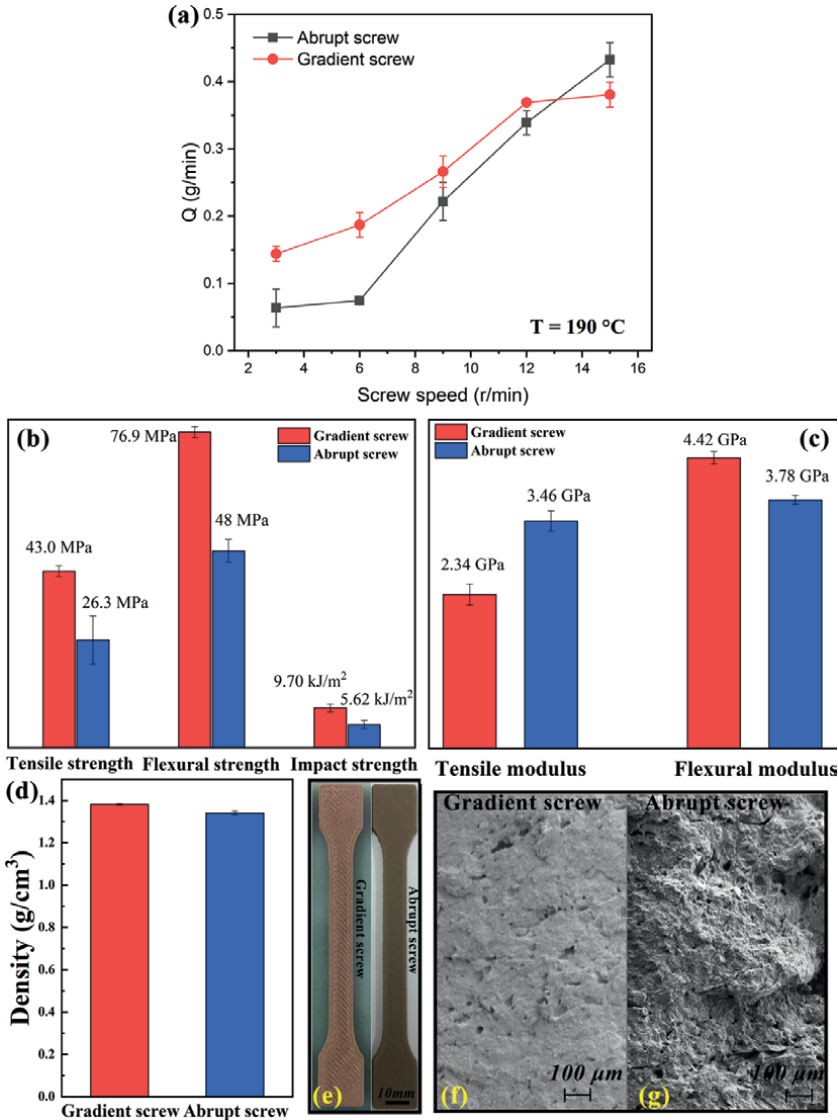 (a)
Abrupt screw
Gradient screw
Q (g/min)
0.5
0.4
0.3
0.2
0.1
0.0
T = 190 °C
2 4 6 8 10 12 14 16
Screw speed (r/min)
(b)
Gradient screw
Abrupt screw
76.9 MPa
48 MPa
43.0 MPa
26.3 MPa
9.70 kJ/m²
5.62 kJ/m²
Tensile strength Flexural strength Impact strength
(c)
Gradient screw
Abrupt screw
4.42 GPa
3.78 GPa
3.46 GPa
2.34 GPa
Tensile modulus Flexural modulus
(d)
Density (g/cm³)
1.4
1.2
1.0
0.8
0.6
0.4
0.2
0.0
Gradient screw Abrupt screw
Gradient screw
Abrupt screw
(e)
10mm
Gradient screw
(f)
100 μm
Abrupt screw
(g)
100 μm